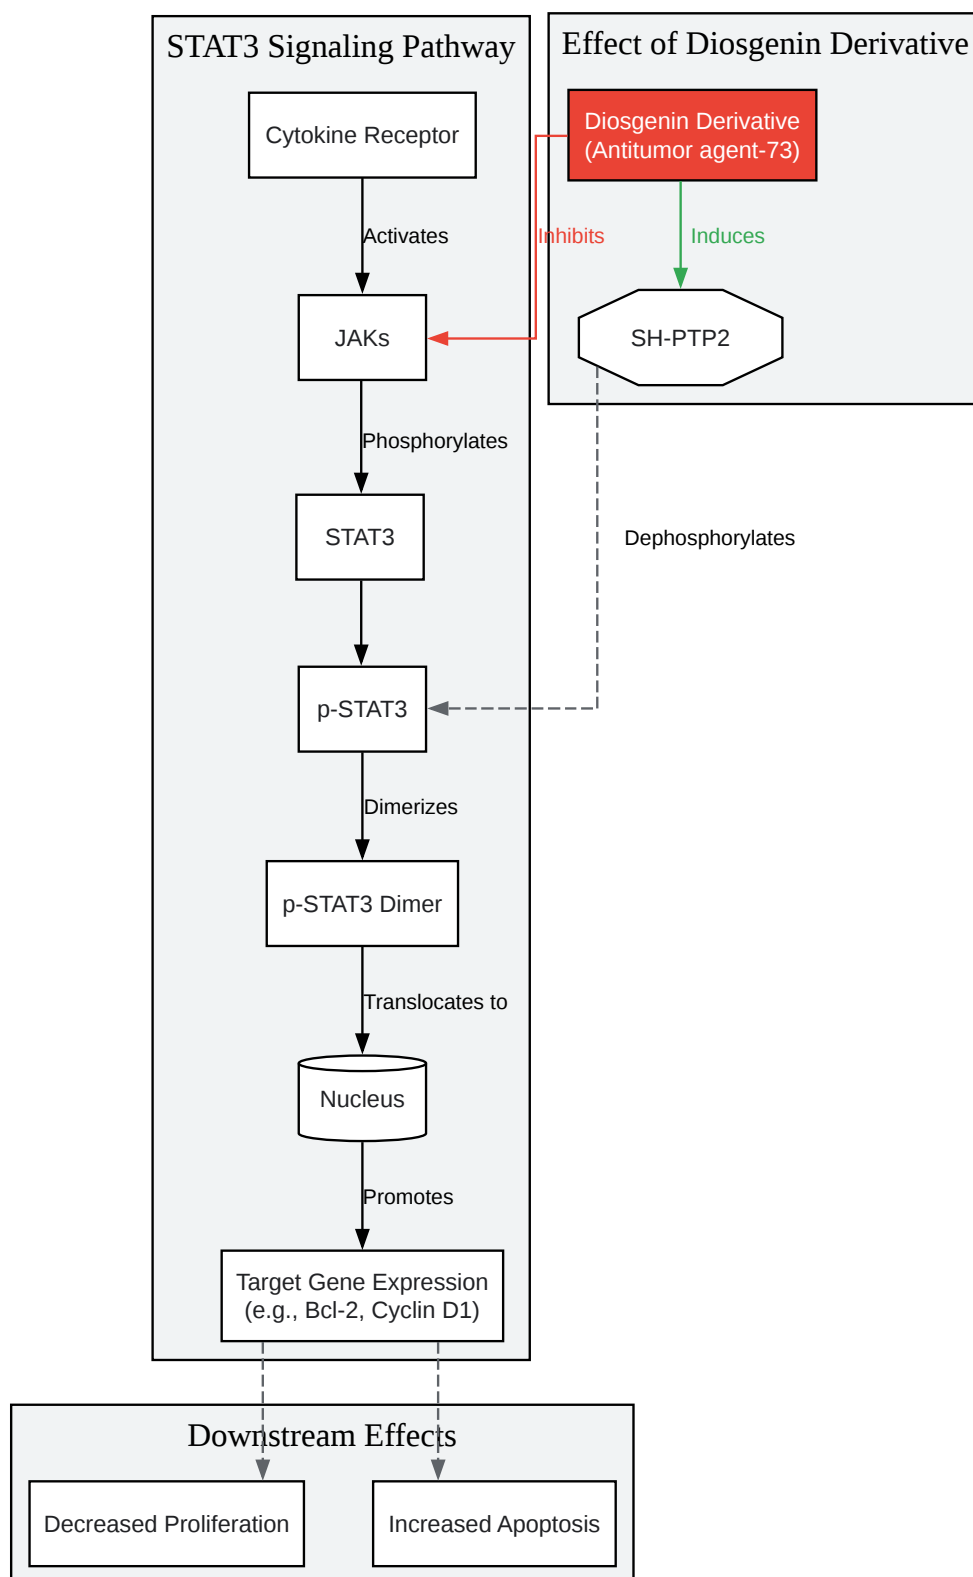 STAT3 Signaling Pathway
Effect of Diosgenin Derivative
Cytokine Receptor
Diosgenin Derivative
(Antitumor agent-73)
Activates
Inhibits
Induces
JAKs
SH-PTP2
Phosphorylates
STAT3
Dephosphorylates
p-STAT3
Dimerizes
p-STAT3 Dimer
Translocates to
Nucleus
Promotes
Target Gene Expression
(e.g., Bcl-2, Cyclin D1)
Downstream Effects
Decreased Proliferation
Increased Apoptosis